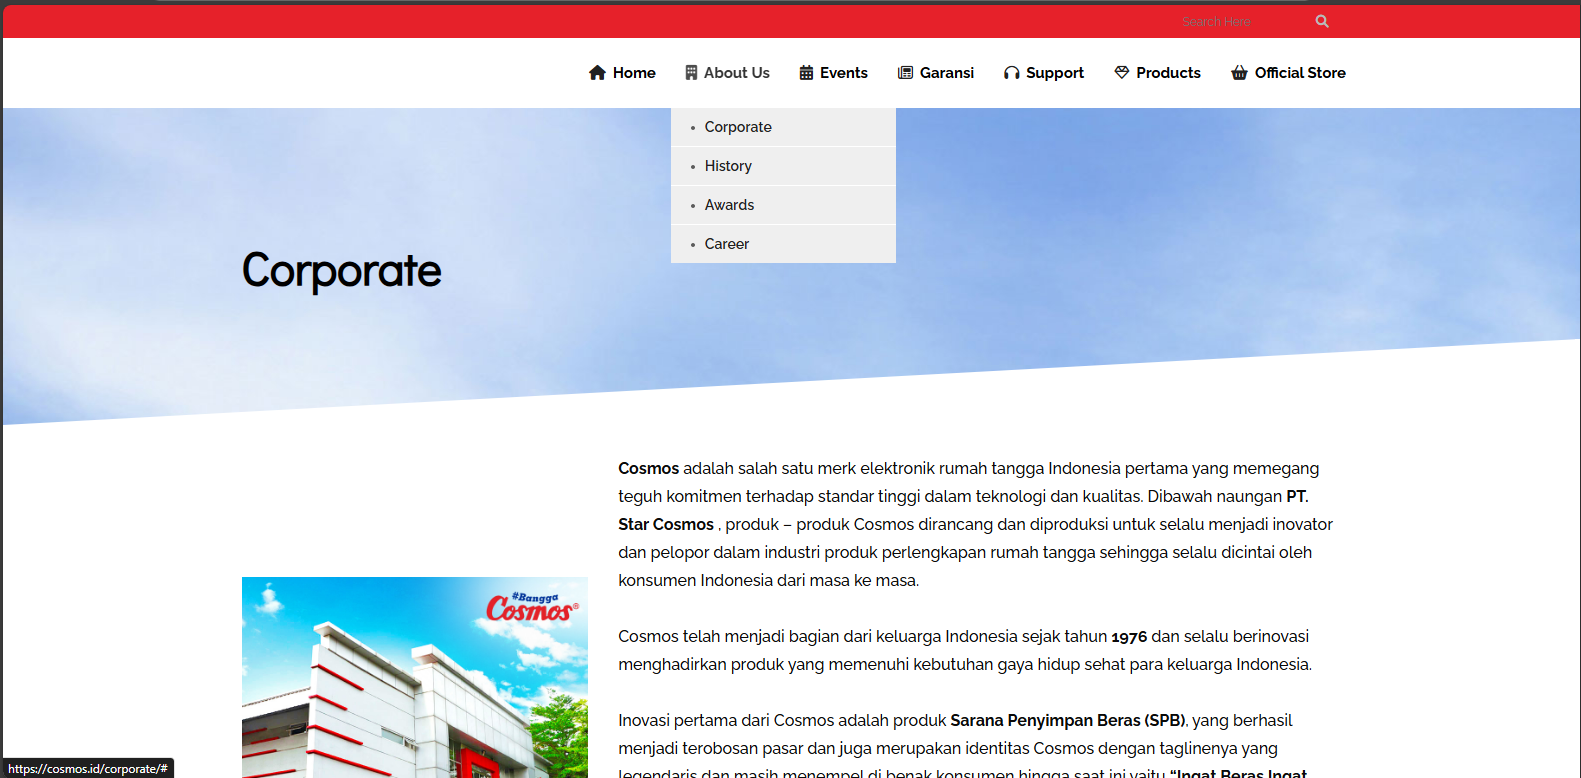 Search Here
Home About Us Events Garansi Support Products Official Store
Corporate
History
Awards
Career
Corporate
Cosmos adalah salah satu merk elektronik rumah tangga Indonesia pertama yang memegang
teguh komitmen terhadap standar tinggi dalam teknologi dan kualitas. Dibawah naungan PT.
Star Cosmos , produk – produk Cosmos dirancang dan diproduksi untuk selalu menjadi inovator
dan pelopor dalam industri produk perlengkapan rumah tangga sehingga selalu dicintai oleh
konsumen Indonesia dari masa ke masa.
#Bangga
Cosmos®
Cosmos telah menjadi bagian dari keluarga Indonesia sejak tahun 1976 dan selalu berinovasi
menghadirkan produk yang memenuhi kebutuhan gaya hidup sehat para keluarga Indonesia.
Inovasi pertama dari Cosmos adalah produk Sarana Penyimpan Beras (SPB), yang berhasil
menjadi terobosan pasar dan juga merupakan identitas Cosmos dengan taglinenya yang
legendaris dan masih menempel di benak konsumen hingga saat ini yaitu “Ingat Beras Ingat
https://cosmos.id/corporate/#